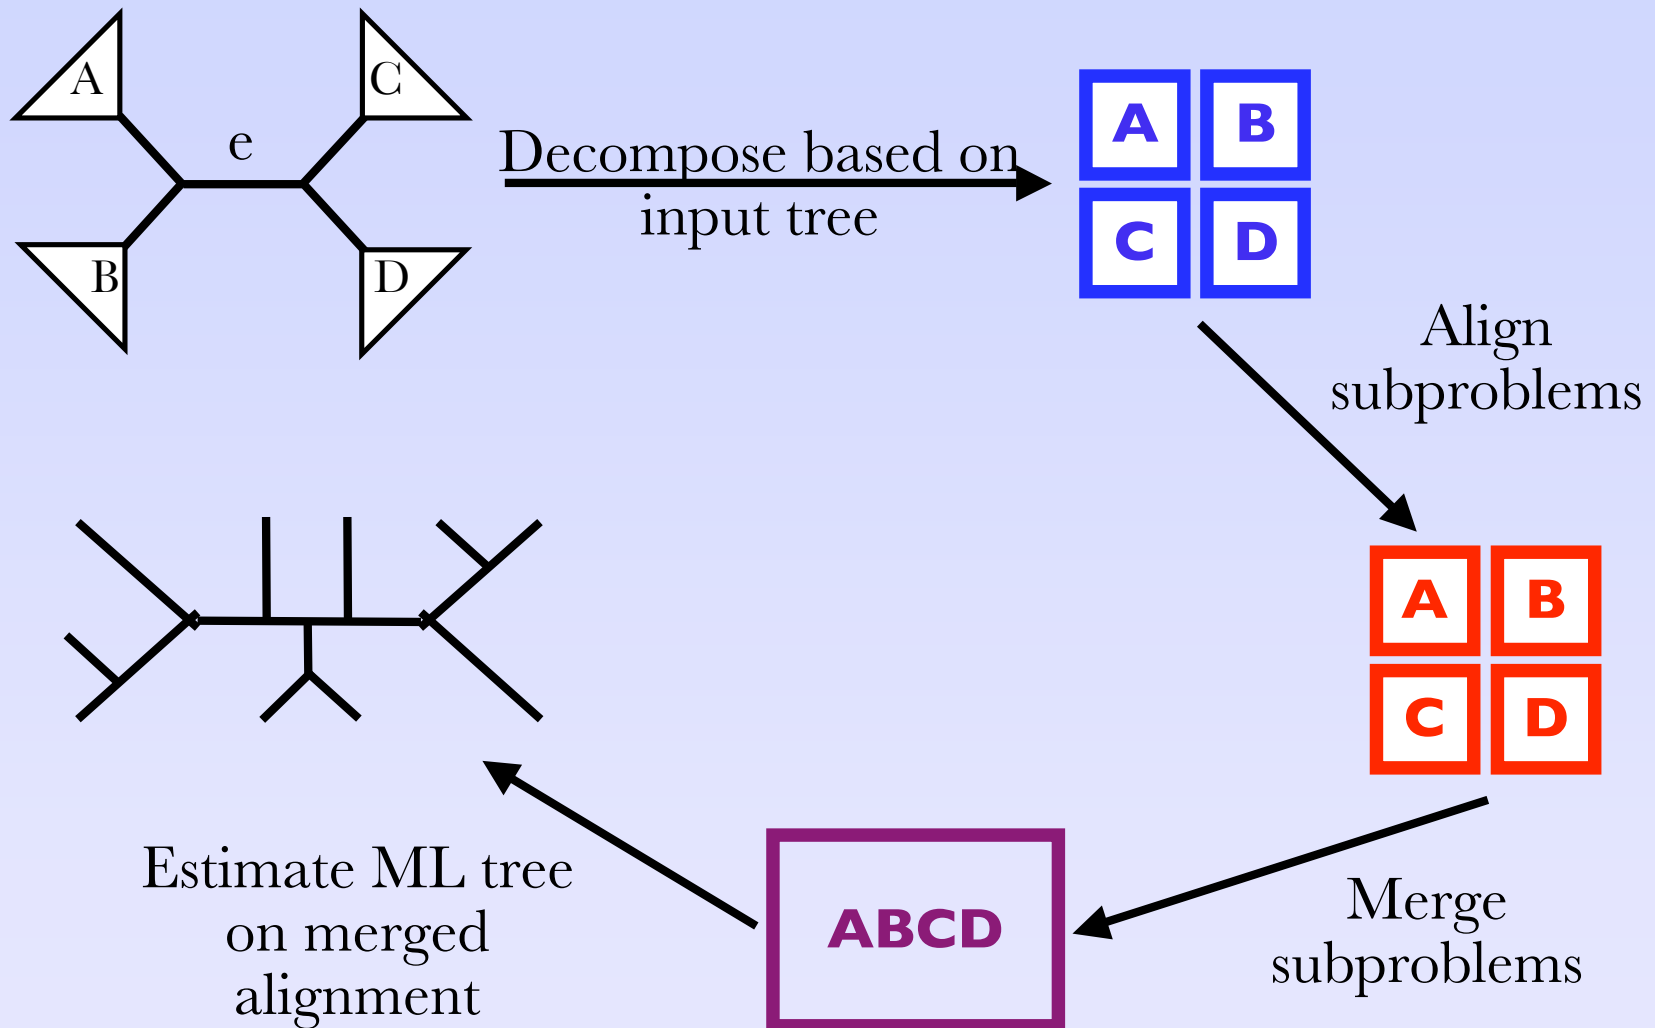 A
C
e
B
D
Decompose based on
input tree
A B
C D
Align
subproblems
A B
C D
Merge
subproblems
ABCD
Estimate ML tree
on merged
alignment